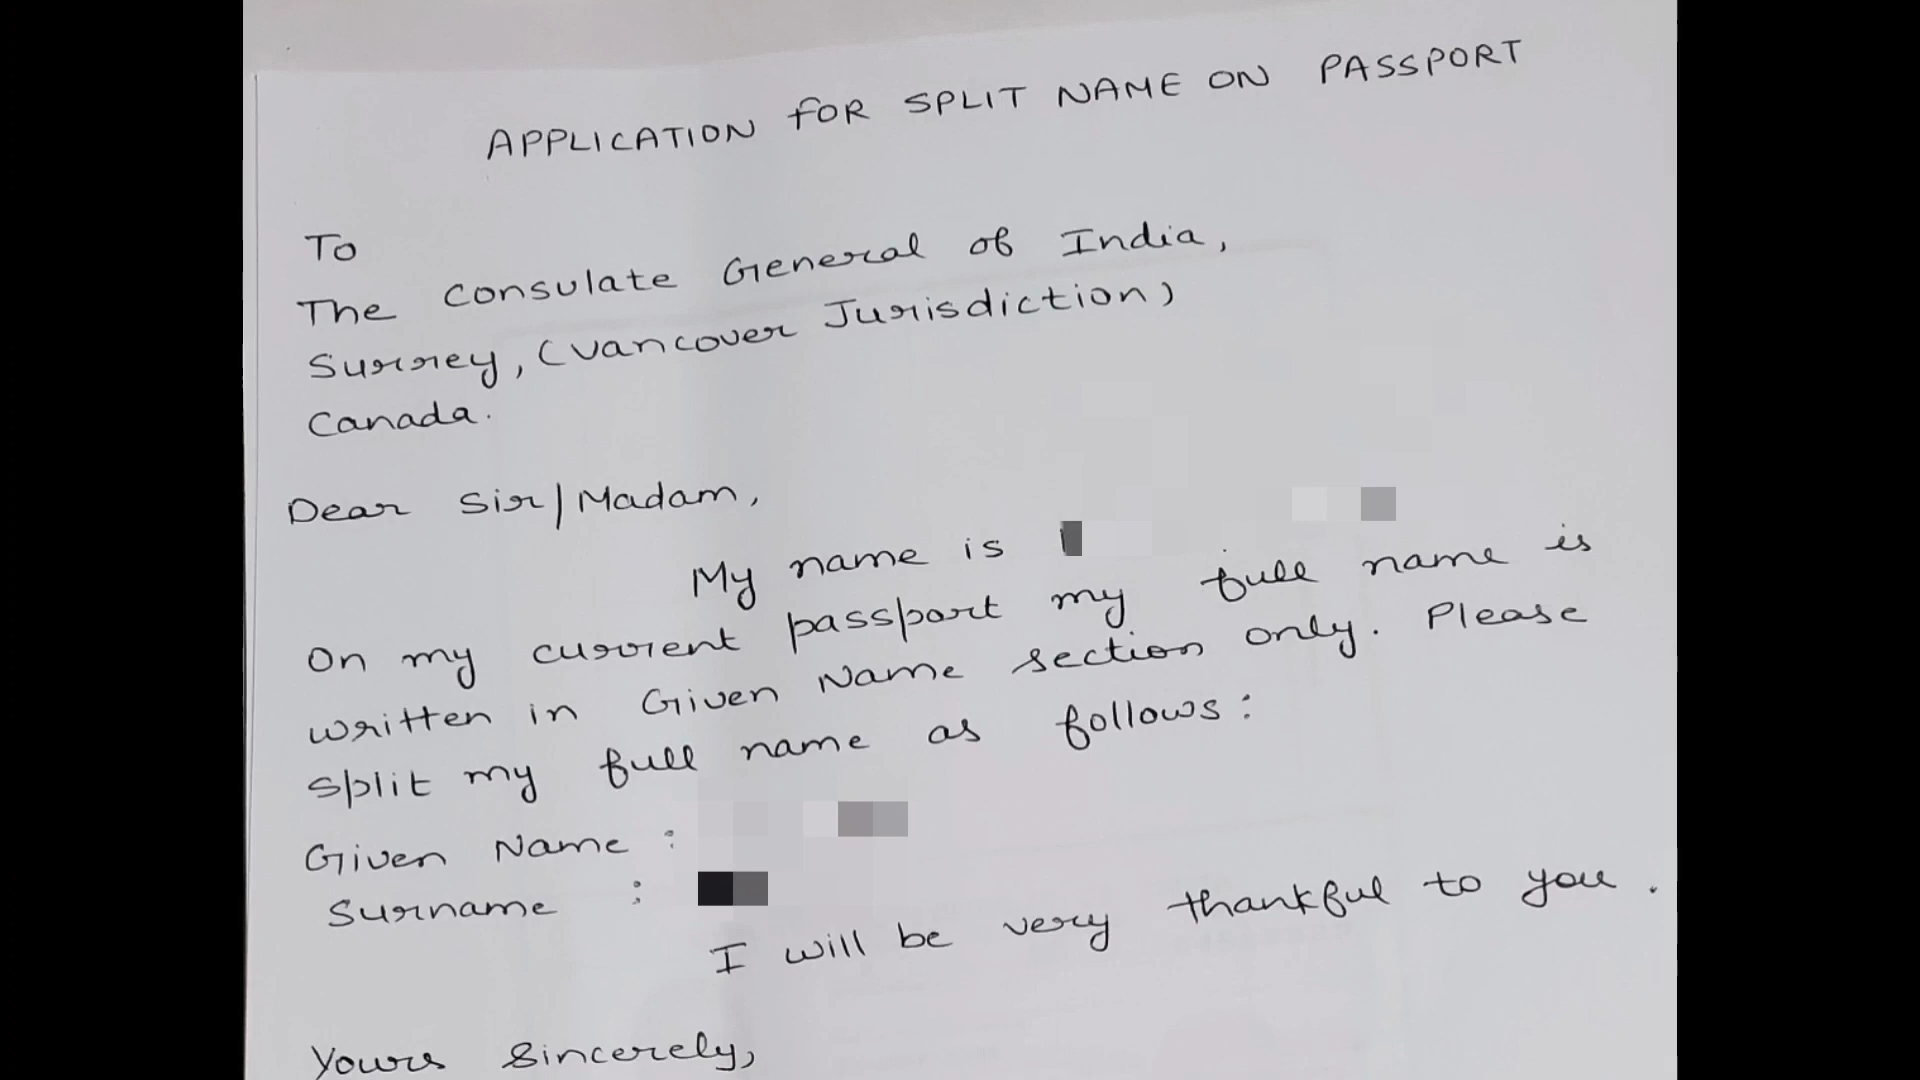 APPLICATION FOR SPLIT NAME ON PASSPORT
To
The Consulate General of India,
Surrey, (Vancover Jurisdiction)
Canada.
Dear Sir/Madam,
My name is
On my current passport my full name is
written in Given Name section only. Please
split my full name as follows:
Given Name :
Surname :
I will be very thankful to you.
Yours Sincerely,